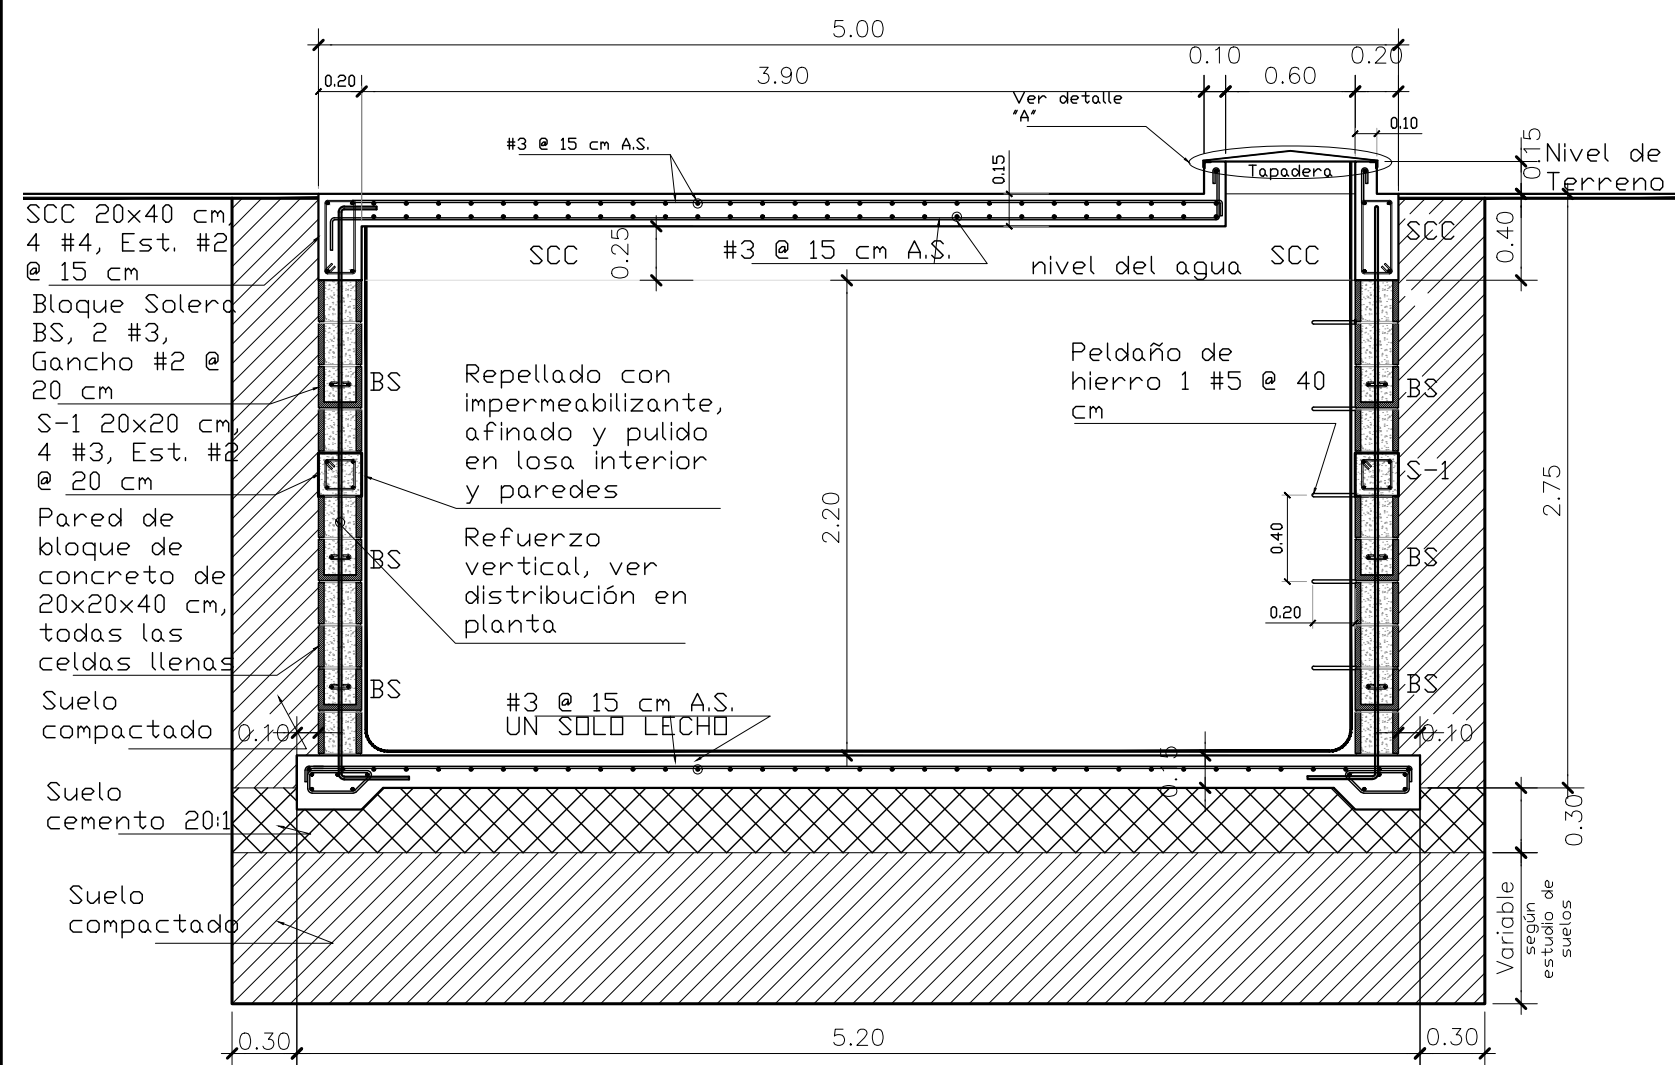 5.00
0.20
3.90
0.10
0.60
0.20
Ver detalle
"A"
0.10
#3 @ 15 cm A.S.
0.15
Tapadera
0.15
Nivel de
Terreno
SCC 20x40 cm,
4 #4, Est. #2
@ 15 cm
SCC
0.25
#3 @ 15 cm A.S.
nivel del agua
SCC
SCC
0.40
Bloque Solera
BS, 2 #3,
Gancho #2 @
20 cm
BS
Repellado con
impermeabilizante,
afinado y pulido
en losa interior
y paredes
Peldaño de
hierro 1 #5 @ 40
cm
BS
S-1 20x20 cm,
4 #3, Est. #2
@ 20 cm
S-1
2.20
2.75
Pared de
bloque de
concreto de
20x20x40 cm,
todas las
celdas llenas
BS
Refuerzo
vertical, ver
distribución en
planta
0.40
BS
0.20
BS
BS
Suelo
compactado
0.10
#3 @ 15 cm A.S.
UN SOLO LECHO
0.10
0.15
Suelo
cemento 20:1
0.30
Suelo
compactado
Variable
según
estudio de
suelos
0.30
5.20
0.30